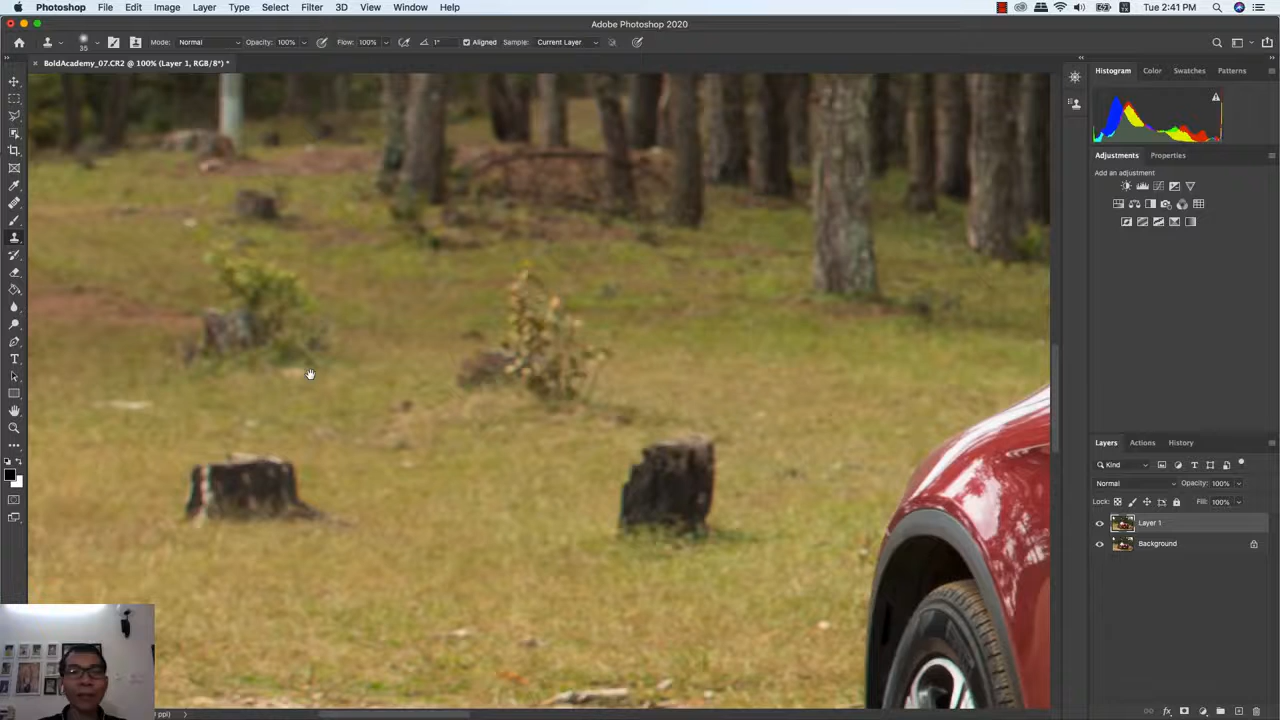 Photoshop File Edit Image Layer Type Select Filter 3D View Window Help Tue 2:41 PM
Adobe Photoshop 2020
35 Mode: Normal Opacity: 100% Flow: 100% 1° Aligned Sample: Current Layer
BoldAcademy_07.CR2 @ 100% (Layer 1, RGB/8*) *
Histogram Color Swatches Patterns
Adjustments Properties
Add an adjustment
Layers Actions History
Kind
Normal Opacity: 100%
Lock: Fill: 100%
Layer 1
Background
ppi)